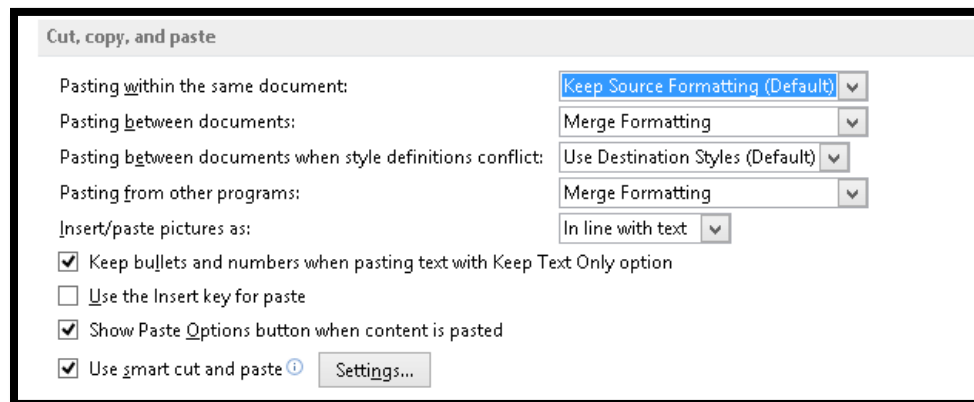 Cut, copy, and paste
Pasting within the same document: Keep Source Formatting (Default)
Pasting between documents: Merge Formatting
Pasting between documents when style definitions conflict: Use Destination Styles (Default)
Pasting from other programs: Merge Formatting
Insert/paste pictures as: In line with text
Keep bullets and numbers when pasting text with Keep Text Only option
Use the Insert key for paste
Show Paste Options button when content is pasted
Use smart cut and paste Settings...